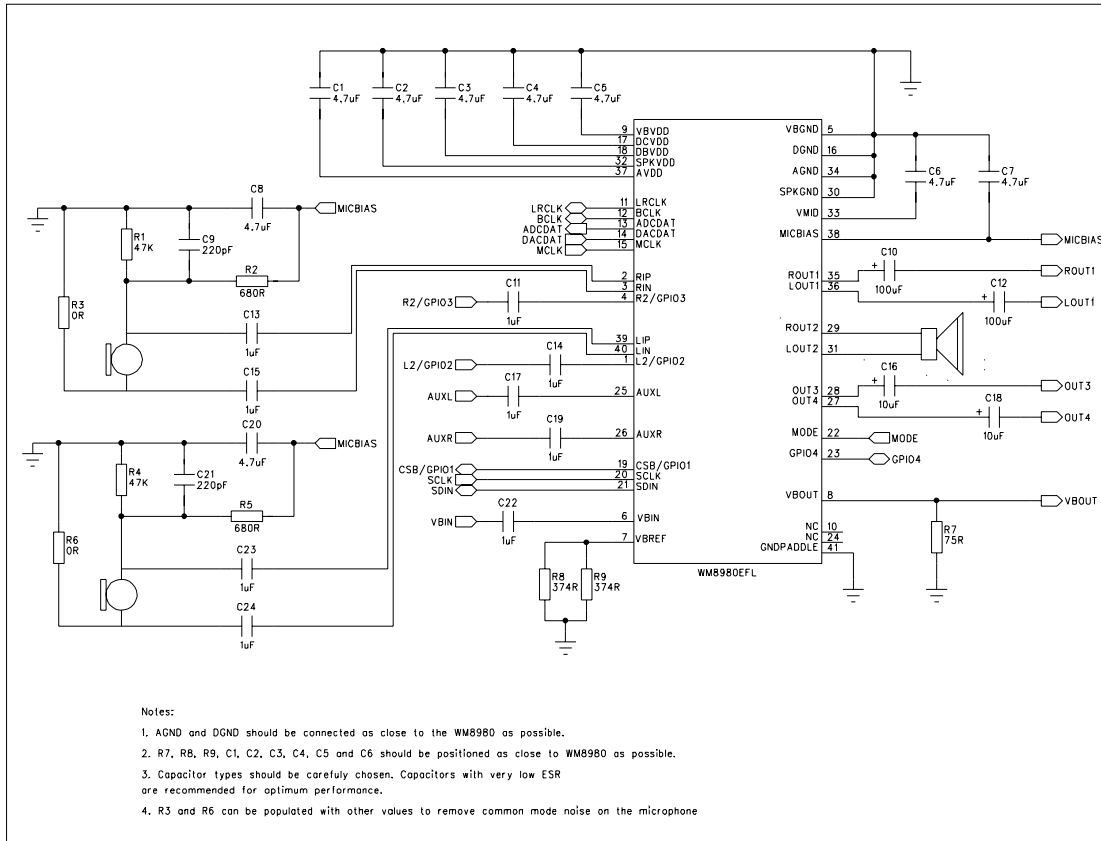 C1
4.7uF
C2
4.7uF
C3
4.7uF
C4
4.7uF
C5
4.7uF
9 VBVDD
17 DCVDD
18 DBVDD
32 SPKVDD
37 AVDD
VBGND 5
DGND 16
AGND 34
SPKGND 30
VMID 33
MICBIAS 38
C6
4.7uF
C7
4.7uF
MICBIAS
C8
4.7uF
MICBIAS
R1
47K
C9
220pF
R2
680R
R3
0R
C13
1uF
C15
1uF
LRCLK 11 LRCLK
BCLK 12 BCLK
ADCDAT 13 ADCDAT
DACDAT 14 DACDAT
MCLK 15 MCLK
2 RIP
3 RIN
R2/GPIO3 4 R2/GPIO3
C11
1uF
39 LIP
40 LIN
L2/GPIO2 1 L2/GPIO2
C14
1uF
AUXL 25 AUXL
C17
1uF
AUXR 26 AUXR
C19
1uF
CSB/GPIO1 19 CSB/GPIO1
SCLK 20 SCLK
SDIN 21 SDIN
VBIN 6 VBIN
C22
1uF
7 VBREF
R8
374R
R9
374R
ROUT1 35
LOUT1 36
+ C10
100uF
ROUT1
+ C12
100uF
LOUT1
ROUT2 29
LOUT2 31
OUT3 28
OUT4 27
+ C16
10uF
OUT3
+ C18
10uF
OUT4
MODE 22 MODE
GPIO4 23 GPIO4
VBOUT 8 VBOUT
R7
75R
NC 10
NC 24
GNDPADDLE 41
WM8980EFL
C20
4.7uF
MICBIAS
R4
47K
C21
220pF
R5
680R
R6
0R
C23
1uF
C24
1uF
Notes:
1. AGND and DGND should be connected as close to the WM8980 as possible.
2. R7, R8, R9, C1, C2, C3, C4, C5 and C6 should be positioned as close to WM8980 as possible.
3. Capacitor types should be carefuly chosen. Capacitors with very low ESR
are recommended for optimum performance.
4. R3 and R6 can be populated with other values to remove common mode noise on the microphone